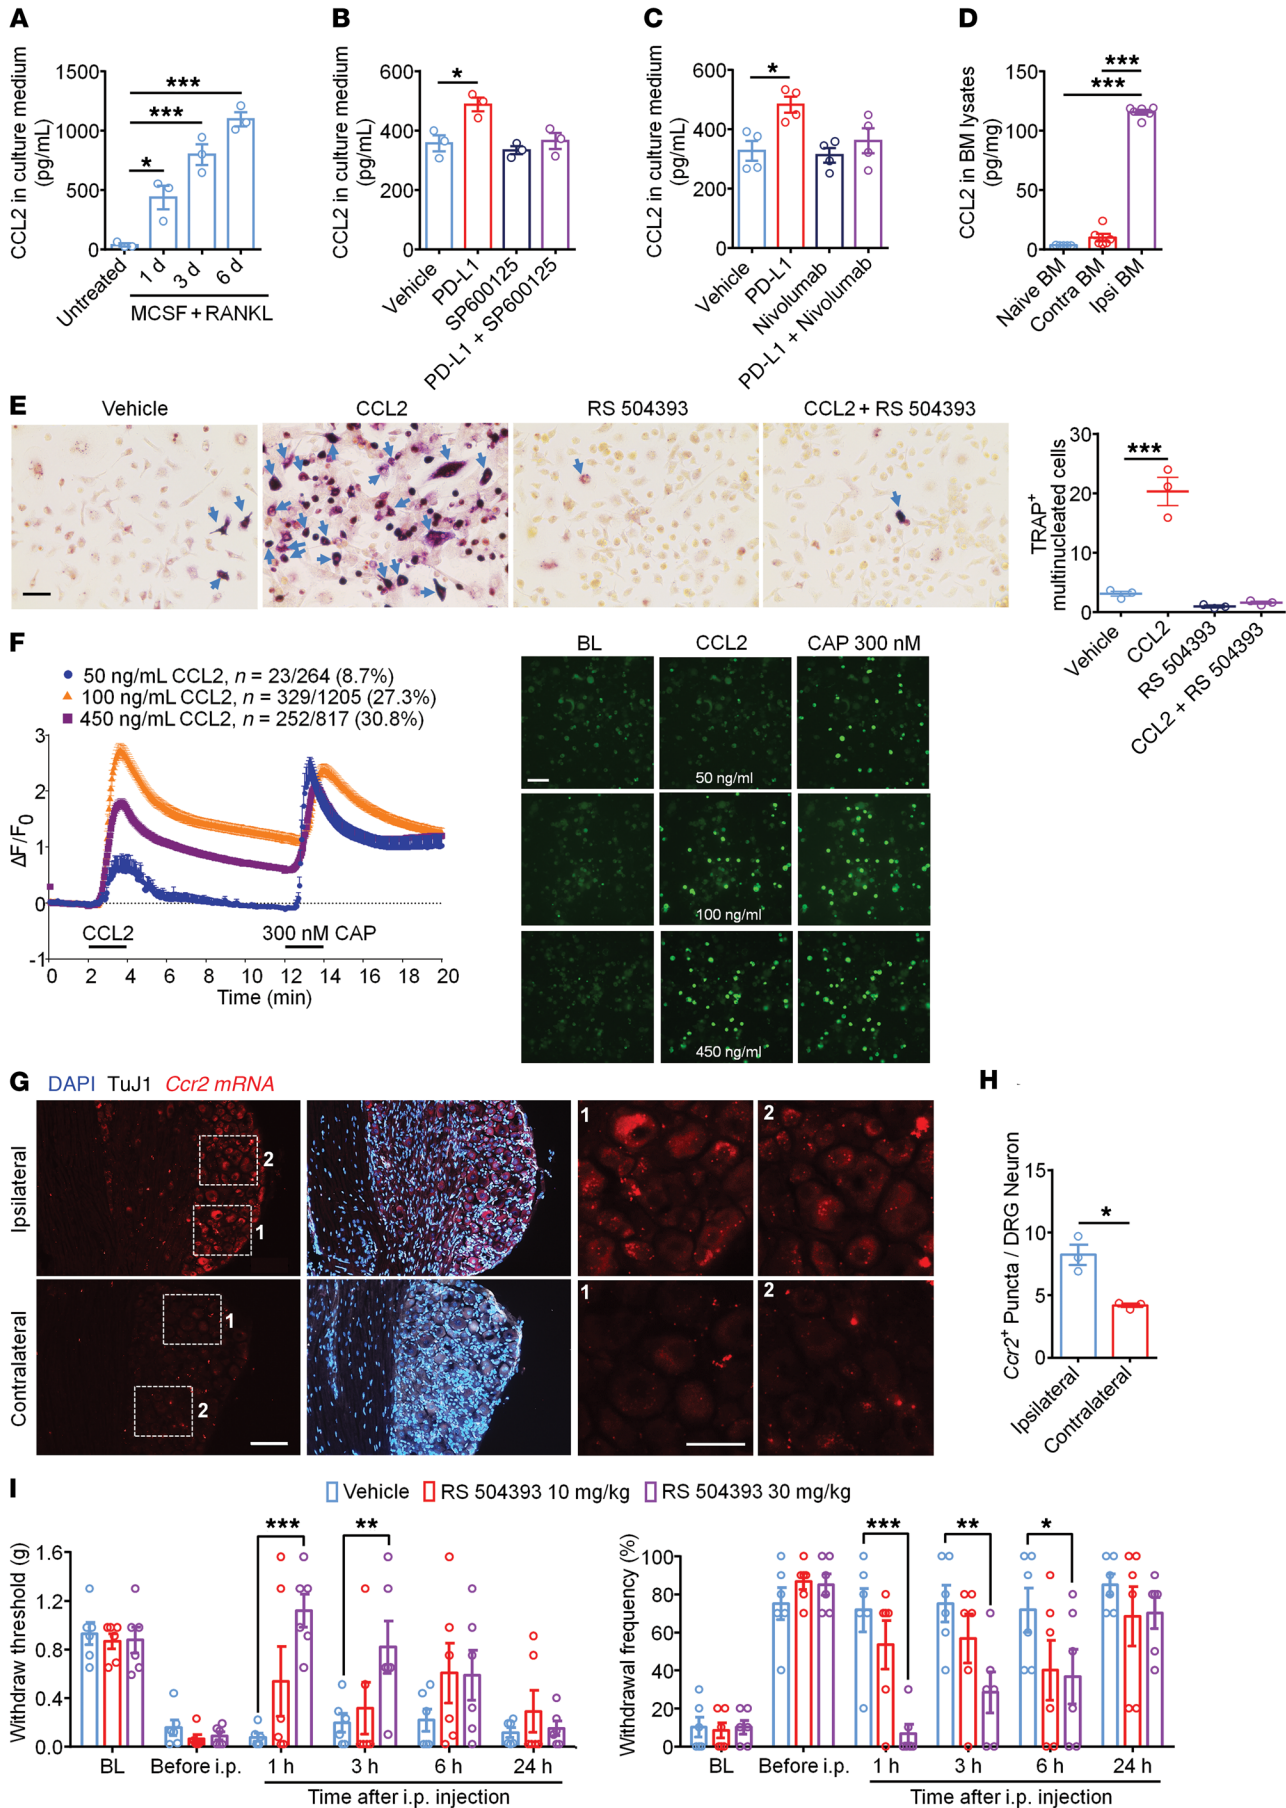 A
CCL2 in culture medium
(pg/mL)
1500
1000
500
0
***
***
*
Untreated
1 d
3 d
6 d
MCSF + RANKL
B
CCL2 in culture medium
(pg/mL)
600
400
200
0
*
Vehicle
PD-L1
SP600125
PD-L1 + SP600125
C
CCL2 in culture medium
(pg/mL)
600
400
200
0
*
Vehicle
PD-L1
Nivolumab
PD-L1 + Nivolumab
D
CCL2 in BM lysates
(pg/mg)
150
100
50
0
***
***
Naive BM
Contra BM
Ipsi BM
E
Vehicle
CCL2
RS 504393
CCL2 + RS 504393
TRAP+
multinucleated cells
30
20
10
0
***
Vehicle
CCL2
RS 504393
CCL2 + RS 504393
F
50 ng/mL CCL2, n = 23/264 (8.7%)
100 ng/mL CCL2, n = 329/1205 (27.3%)
450 ng/mL CCL2, n = 252/817 (30.8%)
ΔF/F0
3
2
1
0
-1
CCL2
300 nM CAP
0 2 4 6 8 10 12 14 16 18 20
Time (min)
BL
CCL2
CAP 300 nM
50 ng/ml
100 ng/ml
450 ng/ml
G
DAPI TuJ1 Ccr2 mRNA
Ipsilateral
2
1
1
2
Contralateral
1
2
1
2
H
Ccr2+ Puncta / DRG Neuron
15
10
5
0
*
Ipsilateral
Contralateral
I
Vehicle
RS 504393 10 mg/kg
RS 504393 30 mg/kg
Withdraw threshold (g)
1.6
1.2
0.8
0.4
0.0
***
**
BL
Before i.p.
1 h
3 h
6 h
24 h
Time after i.p. injection
Withdrawal frequency (%)
100
80
60
40
20
0
***
**
*
BL
Before i.p.
1 h
3 h
6 h
24 h
Time after i.p. injection